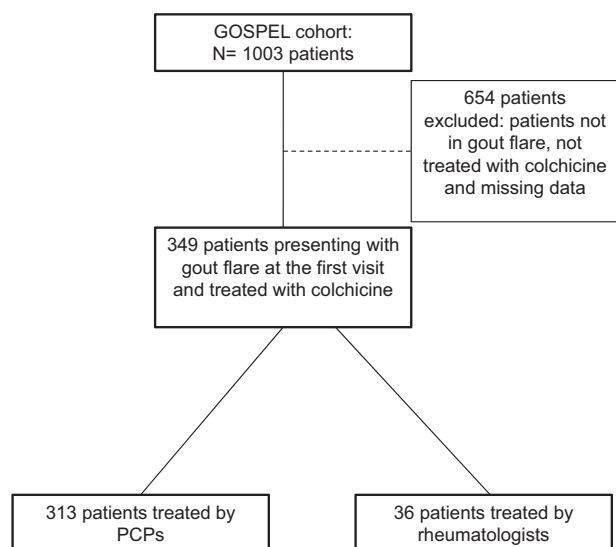 GOSPEL cohort:
N= 1003 patients
654 patients
excluded: patients not
in gout flare, not
treated with colchicine
and missing data
349 patients presenting with
gout flare at the first visit
and treated with colchicine
313 patients treated by
PCPs
36 patients treated by
rheumatologists